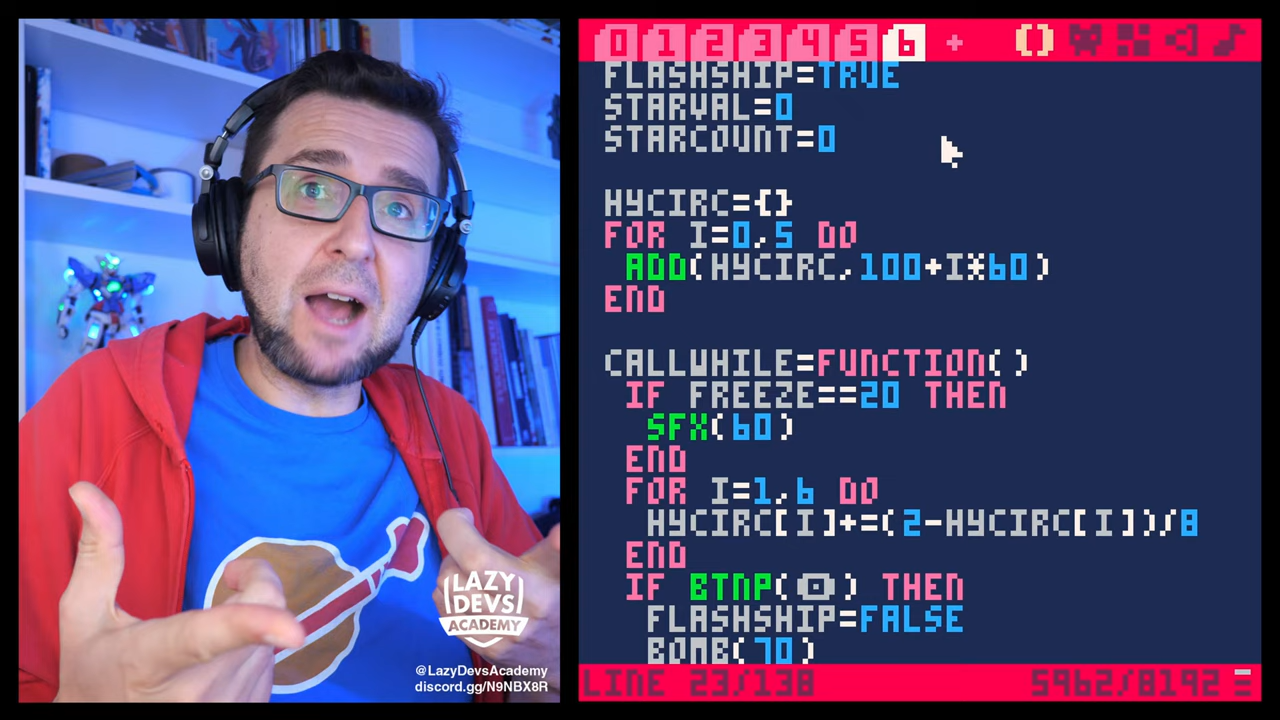 LAZY
DEVS
ACADEMY
@LazyDevsAcademy
discord.gg/N9NBX8R
0 1 2 3 4 5 6 + ()
FLASHSHIP=TRUE
STARVAL=0
STARCOUNT=0
HYCIRC={}
FOR I=0,5 DO
ADD(HYCIRC,100+I*60)
END
CALLWHILE=FUNCTION()
IF FREEZE==20 THEN
SFX(60)
END
FOR I=1,6 DO
HYCIRC[I]+=(2-HYCIRC[I])/8
END
IF BTNP(🅾️) THEN
FLASHSHIP=FALSE
BOMB(70)
LINE 23/138
5962/8192